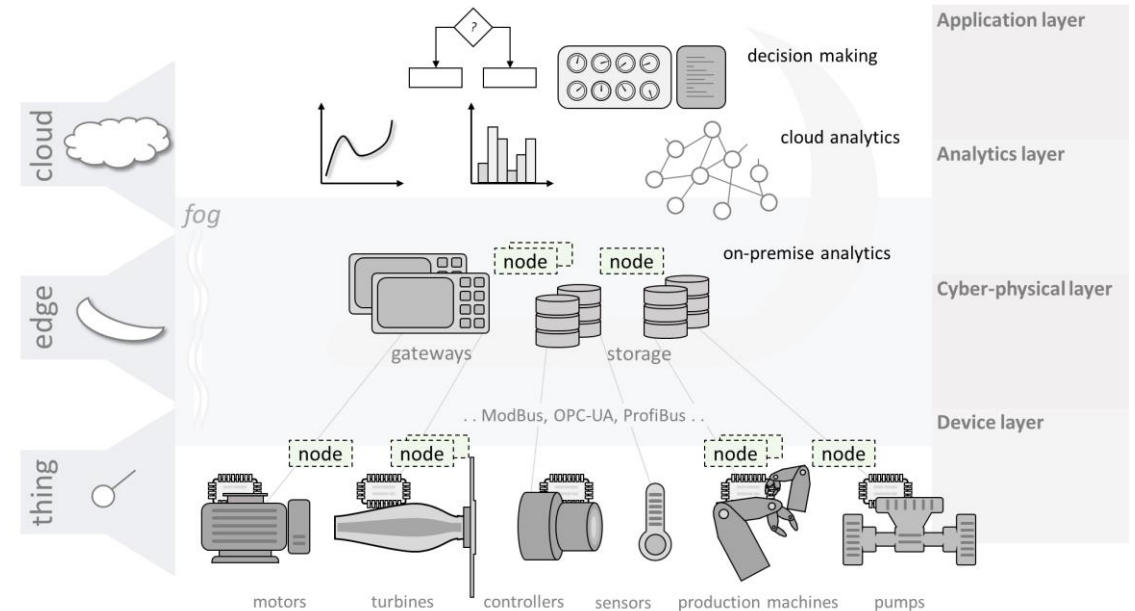 Application layer
?
decision making
cloud
cloud analytics
Analytics layer
fog
node
node
on-premise analytics
edge
Cyber-physical layer
gateways
storage
. . ModBus, OPC-UA, ProfiBus . .
Device layer
thing
node
node
node
node
motors
turbines
controllers
sensors
production machines
pumps